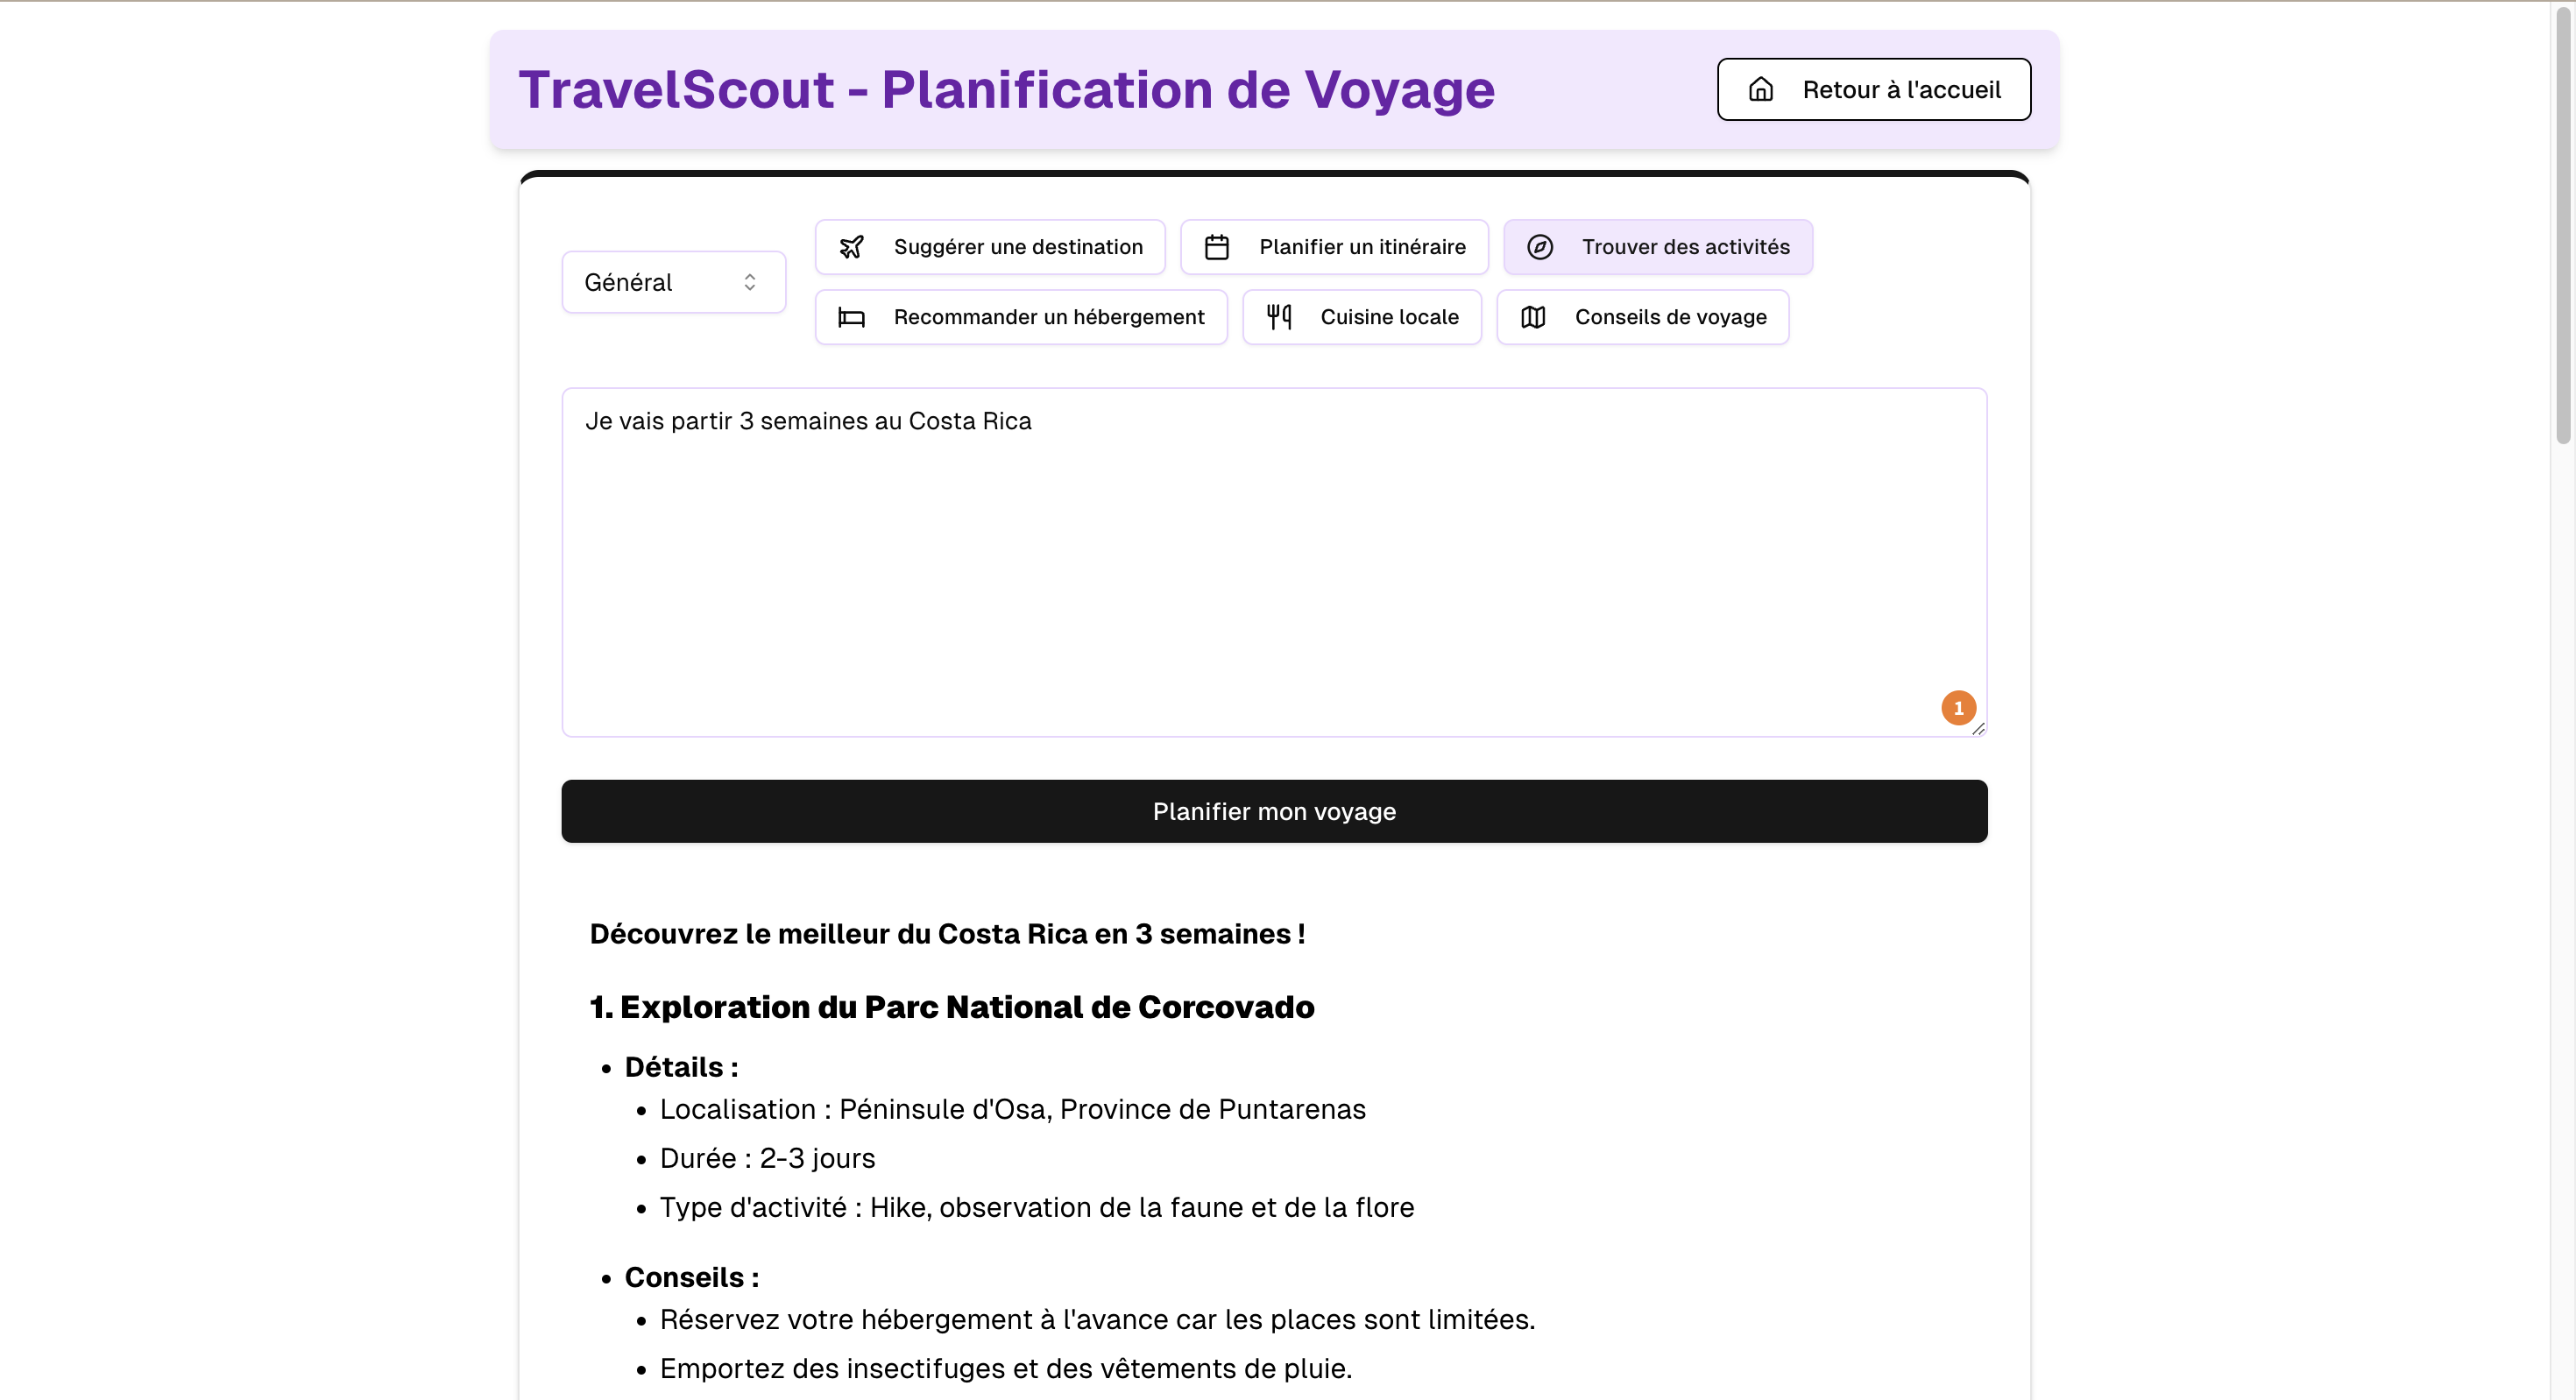 TravelScout - Planification de Voyage
Retour à l'accueil
Général
Suggérer une destination
Planifier un itinéraire
Trouver des activités
Recommander un hébergement
Cuisine locale
Conseils de voyage
Je vais partir 3 semaines au Costa Rica
1
Planifier mon voyage
Découvrez le meilleur du Costa Rica en 3 semaines !
1. Exploration du Parc National de Corcovado
• Détails :
• Localisation : Péninsule d'Osa, Province de Puntarenas
• Durée : 2-3 jours
• Type d'activité : Hike, observation de la faune et de la flore
• Conseils :
• Réservez votre hébergement à l'avance car les places sont limitées.
• Emportez des insectifuges et des vêtements de pluie.